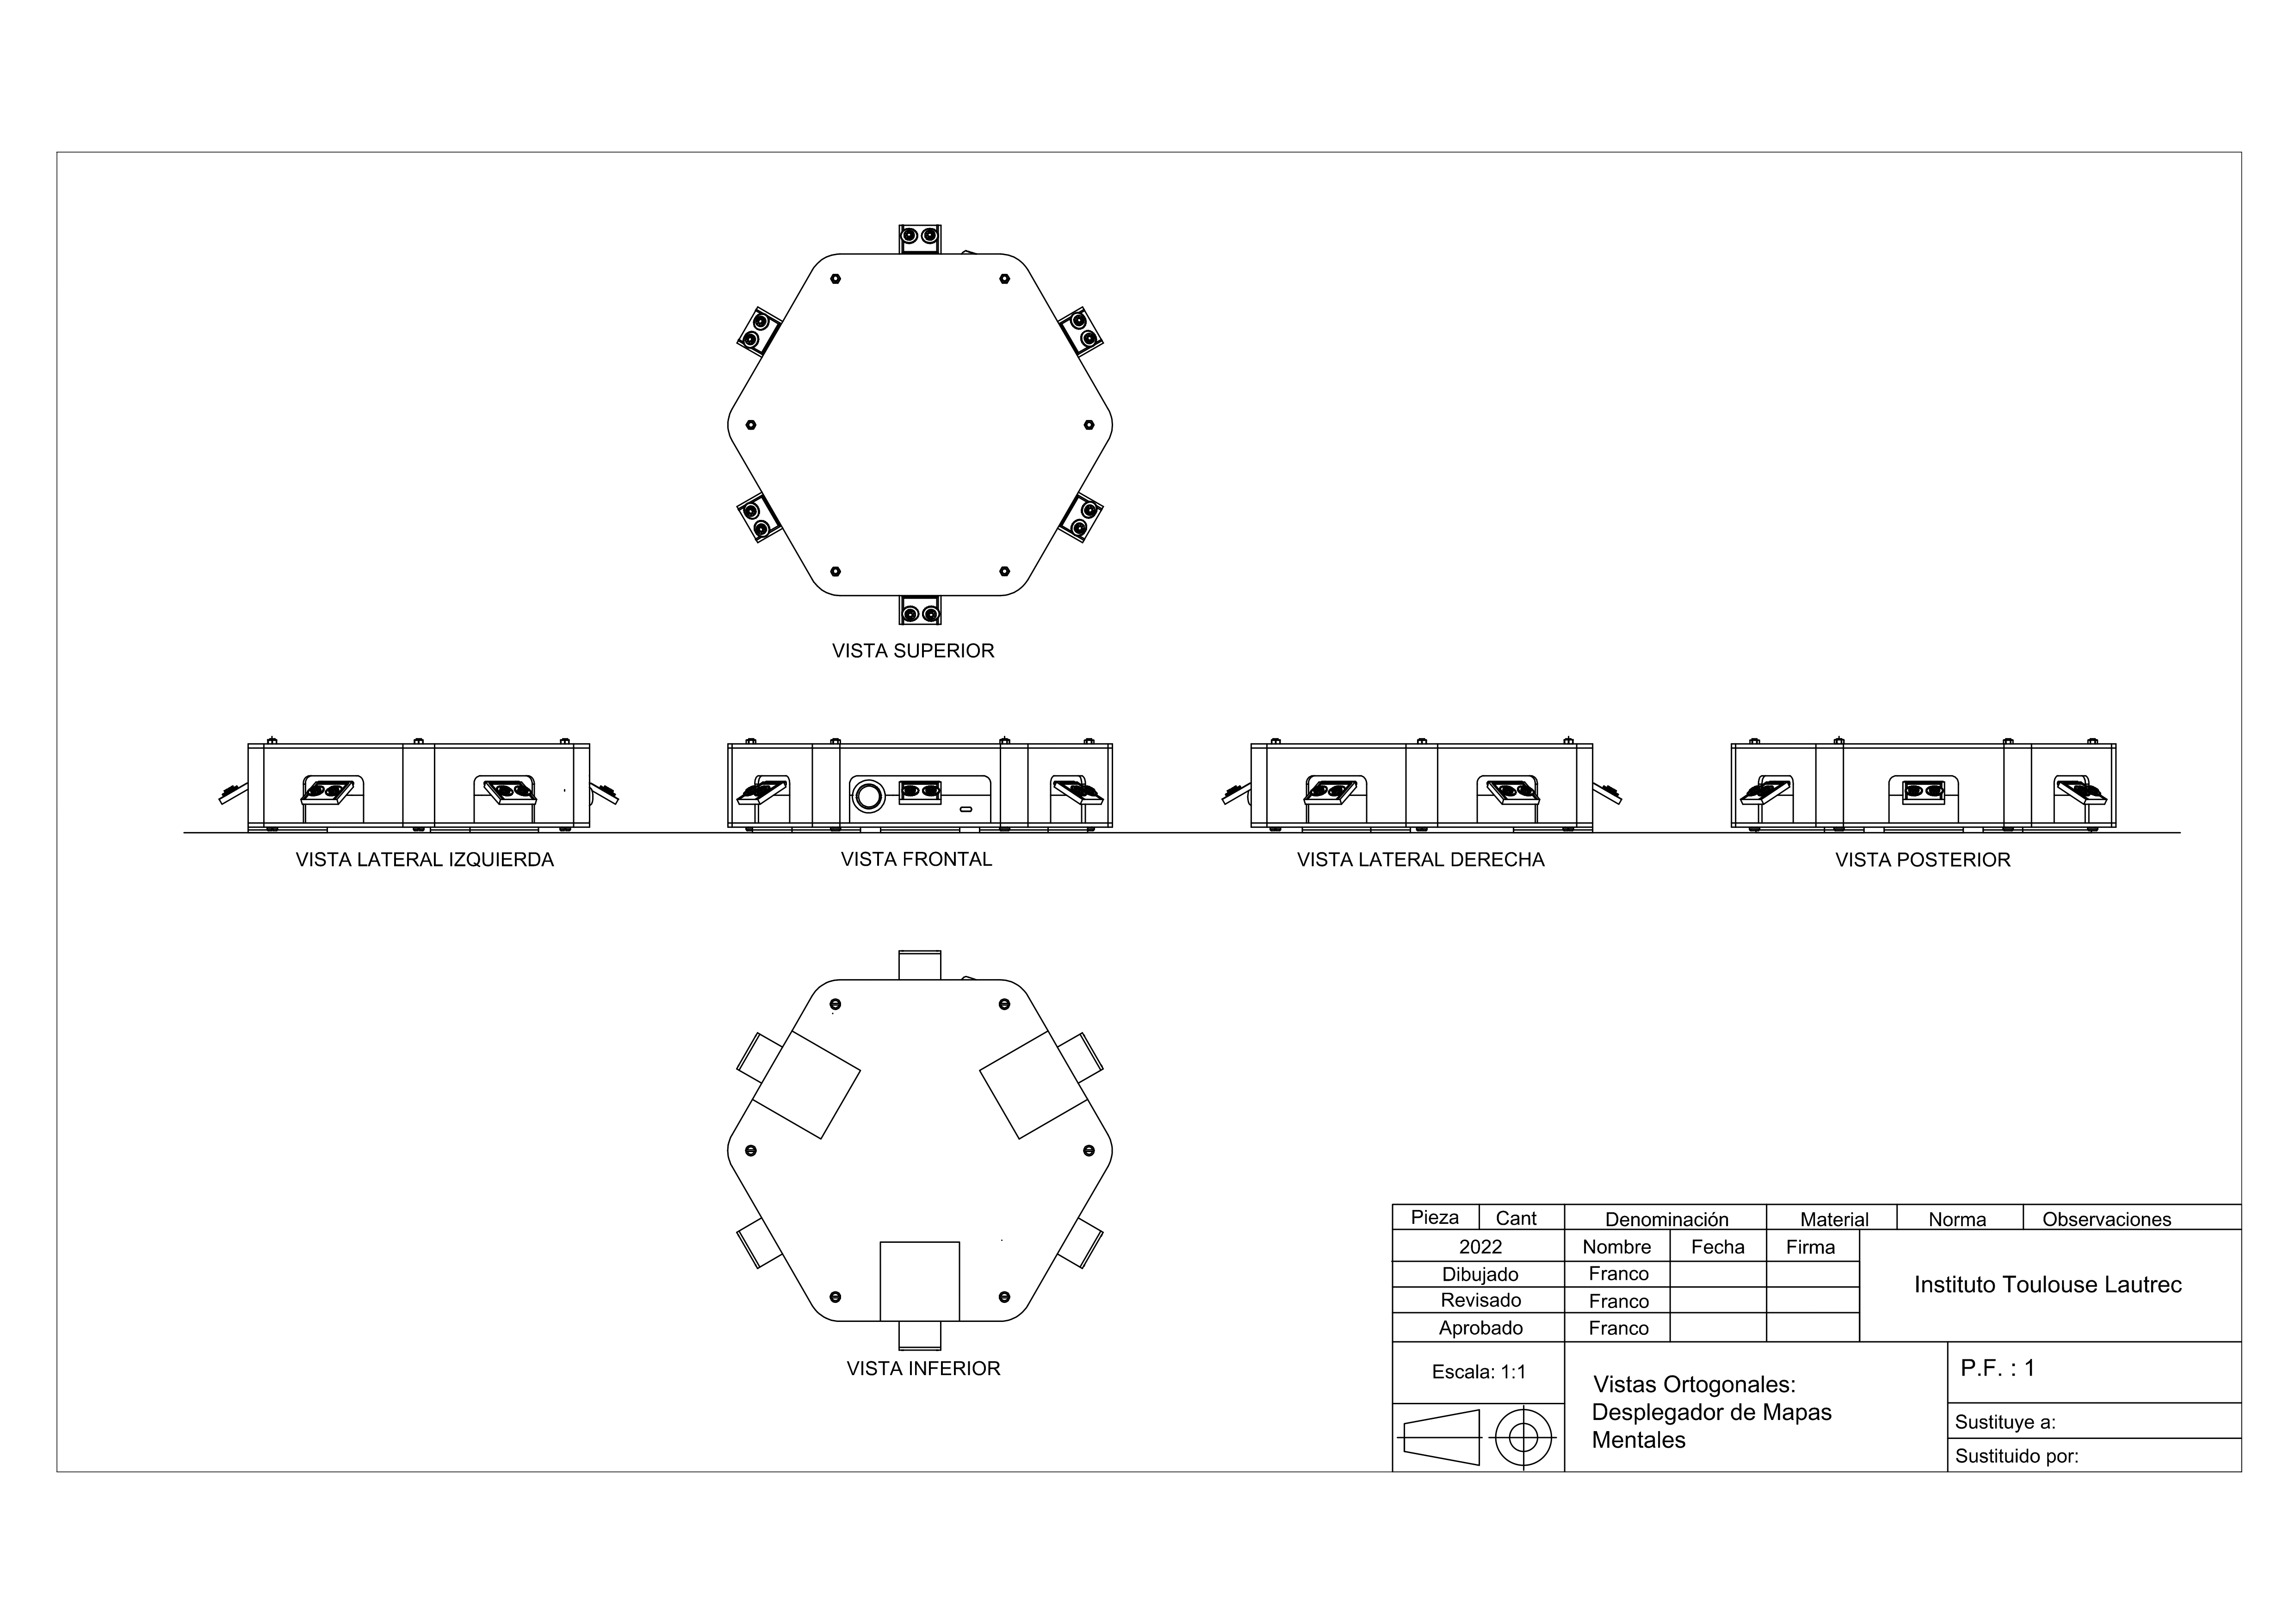 VISTA SUPERIOR
VISTA LATERAL IZQUIERDA
VISTA FRONTAL
VISTA LATERAL DERECHA
VISTA POSTERIOR
VISTA INFERIOR
Pieza Cant Denominación Material Norma Observaciones
2022 Nombre Fecha Firma
Dibujado Franco
Revisado Franco
Aprobado Franco
Instituto Toulouse Lautrec
Escala: 1:1
Vistas Ortogonales:
Desplegador de Mapas
Mentales
P.F. : 1
Sustituye a:
Sustituido por: